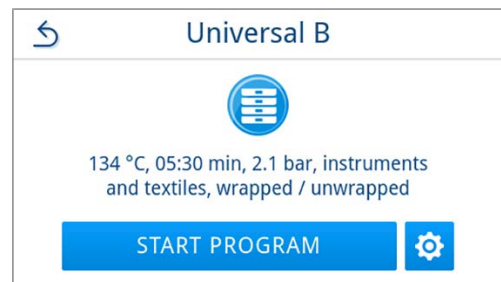 Universal B
134 °C, 05:30 min, 2.1 bar, instruments
and textiles, wrapped / unwrapped
START PROGRAM